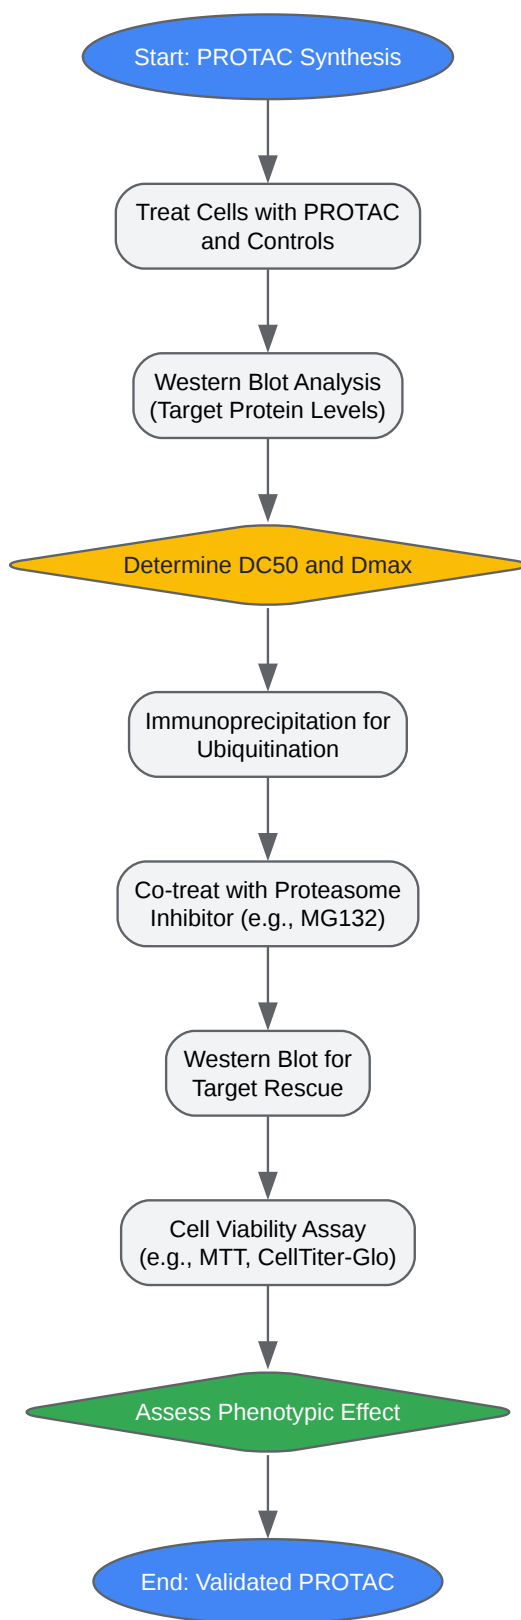 Start: PROTAC Synthesis
Treat Cells with PROTAC
and Controls
Western Blot Analysis
(Target Protein Levels)
Determine DC50 and Dmax
Immunoprecipitation for
Ubiquitination
Co-treat with Proteasome
Inhibitor (e.g., MG132)
Western Blot for
Target Rescue
Cell Viability Assay
(e.g., MTT, CellTiter-Glo)
Assess Phenotypic Effect
End: Validated PROTAC